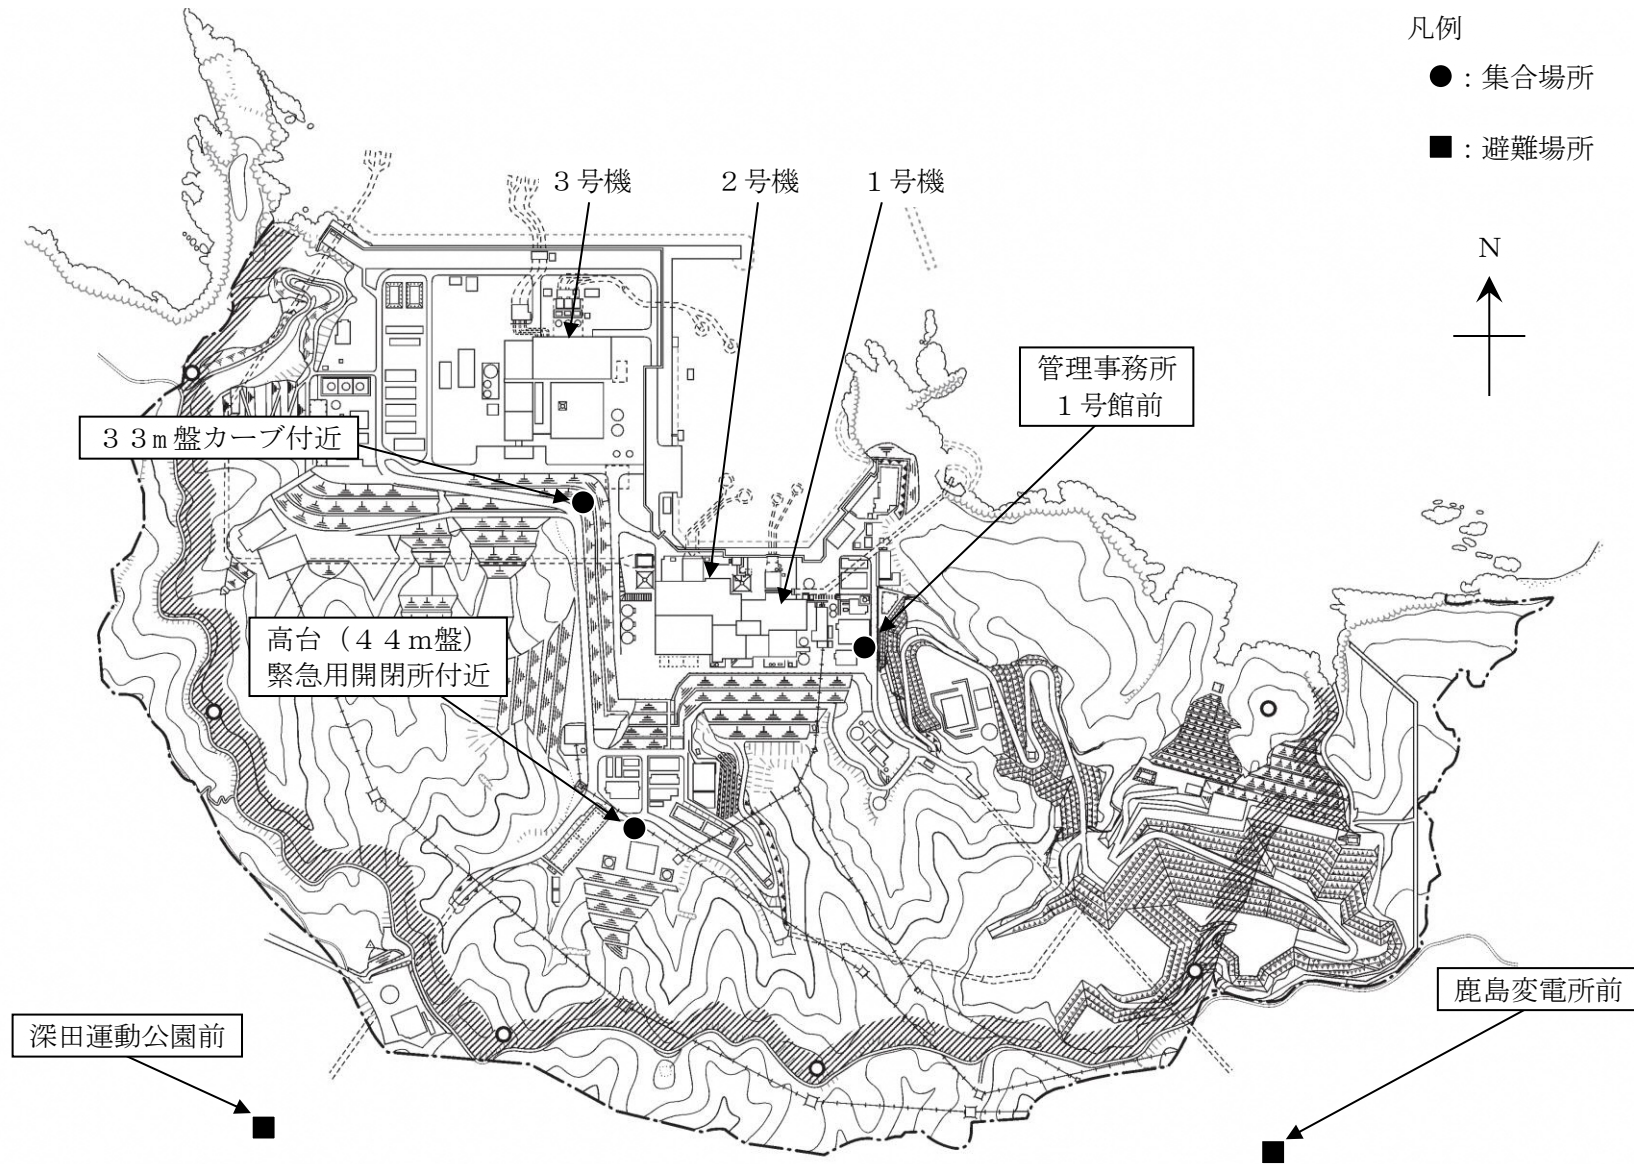 凡例
●：集合場所
■：避難場所
３号機
２号機
１号機
N
管理事務所
１号館前
３３ｍ盤カーブ付近
高台（４４ｍ盤）
緊急用開閉所付近
鹿島変電所前
深田運動公園前